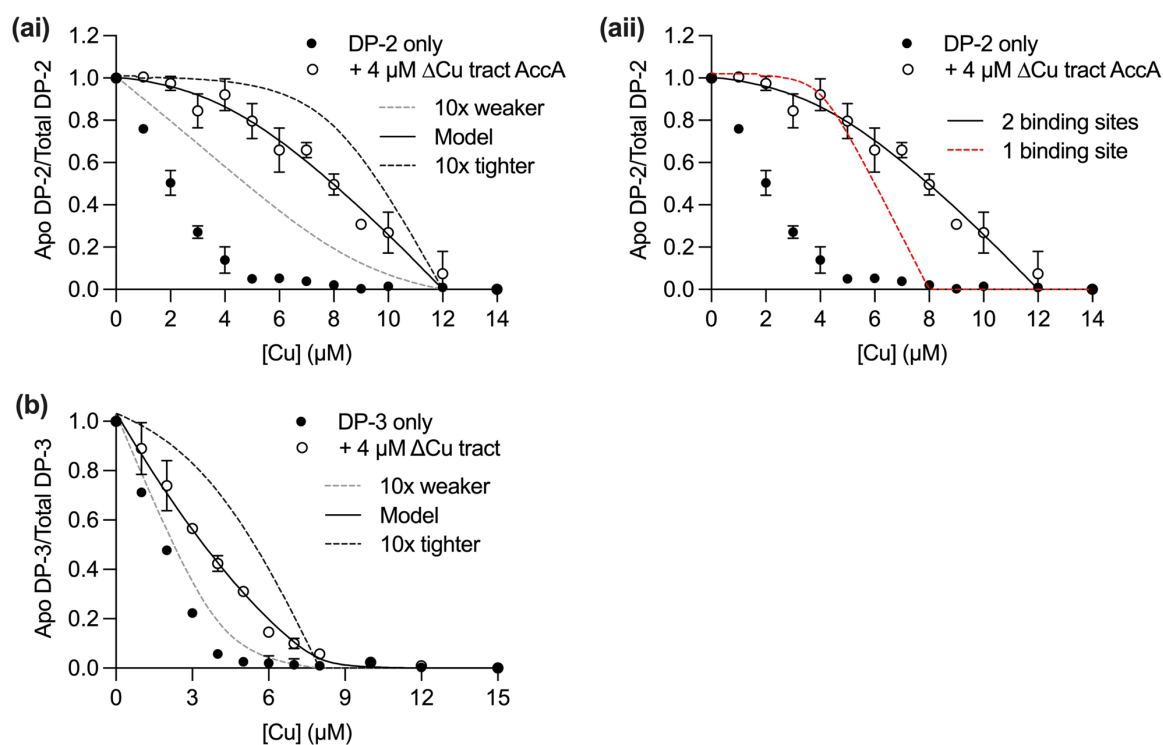 (ai)
1.2
1.0
0.8
0.6
0.4
0.2
0.0
Apo DP-2/Total DP-2
DP-2 only
+ 4 µM ΔCu tract AccA
10x weaker
Model
10x tighter
0 2 4 6 8 10 12 14
[Cu] (µM)
(aii)
1.2
1.0
0.8
0.6
0.4
0.2
0.0
Apo DP-2/Total DP-2
DP-2 only
+ 4 µM ΔCu tract AccA
2 binding sites
1 binding site
0 2 4 6 8 10 12 14
[Cu] (µM)
(b)
1.0
0.8
0.6
0.4
0.2
0.0
Apo DP-3/Total DP-3
DP-3 only
+ 4 µM ΔCu tract
10x weaker
Model
10x tighter
0 3 6 9 12 15
[Cu] (µM)